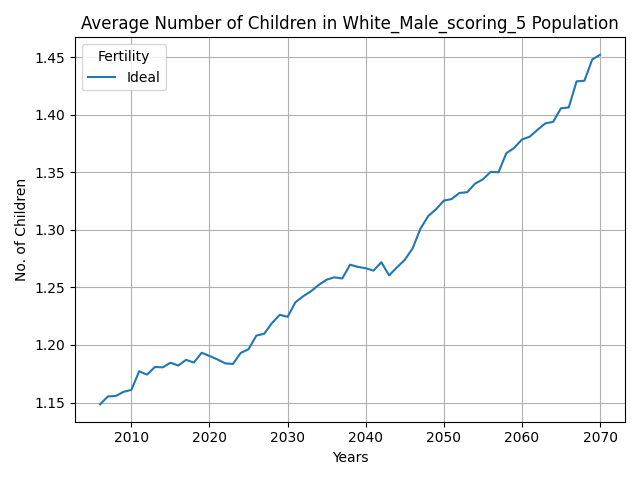 Average Number of Children in White_Male_scoring_5 Population
Fertility
Ideal
No. of Children
1.45
1.40
1.35
1.30
1.25
1.20
1.15
2010 2020 2030 2040 2050 2060 2070
Years